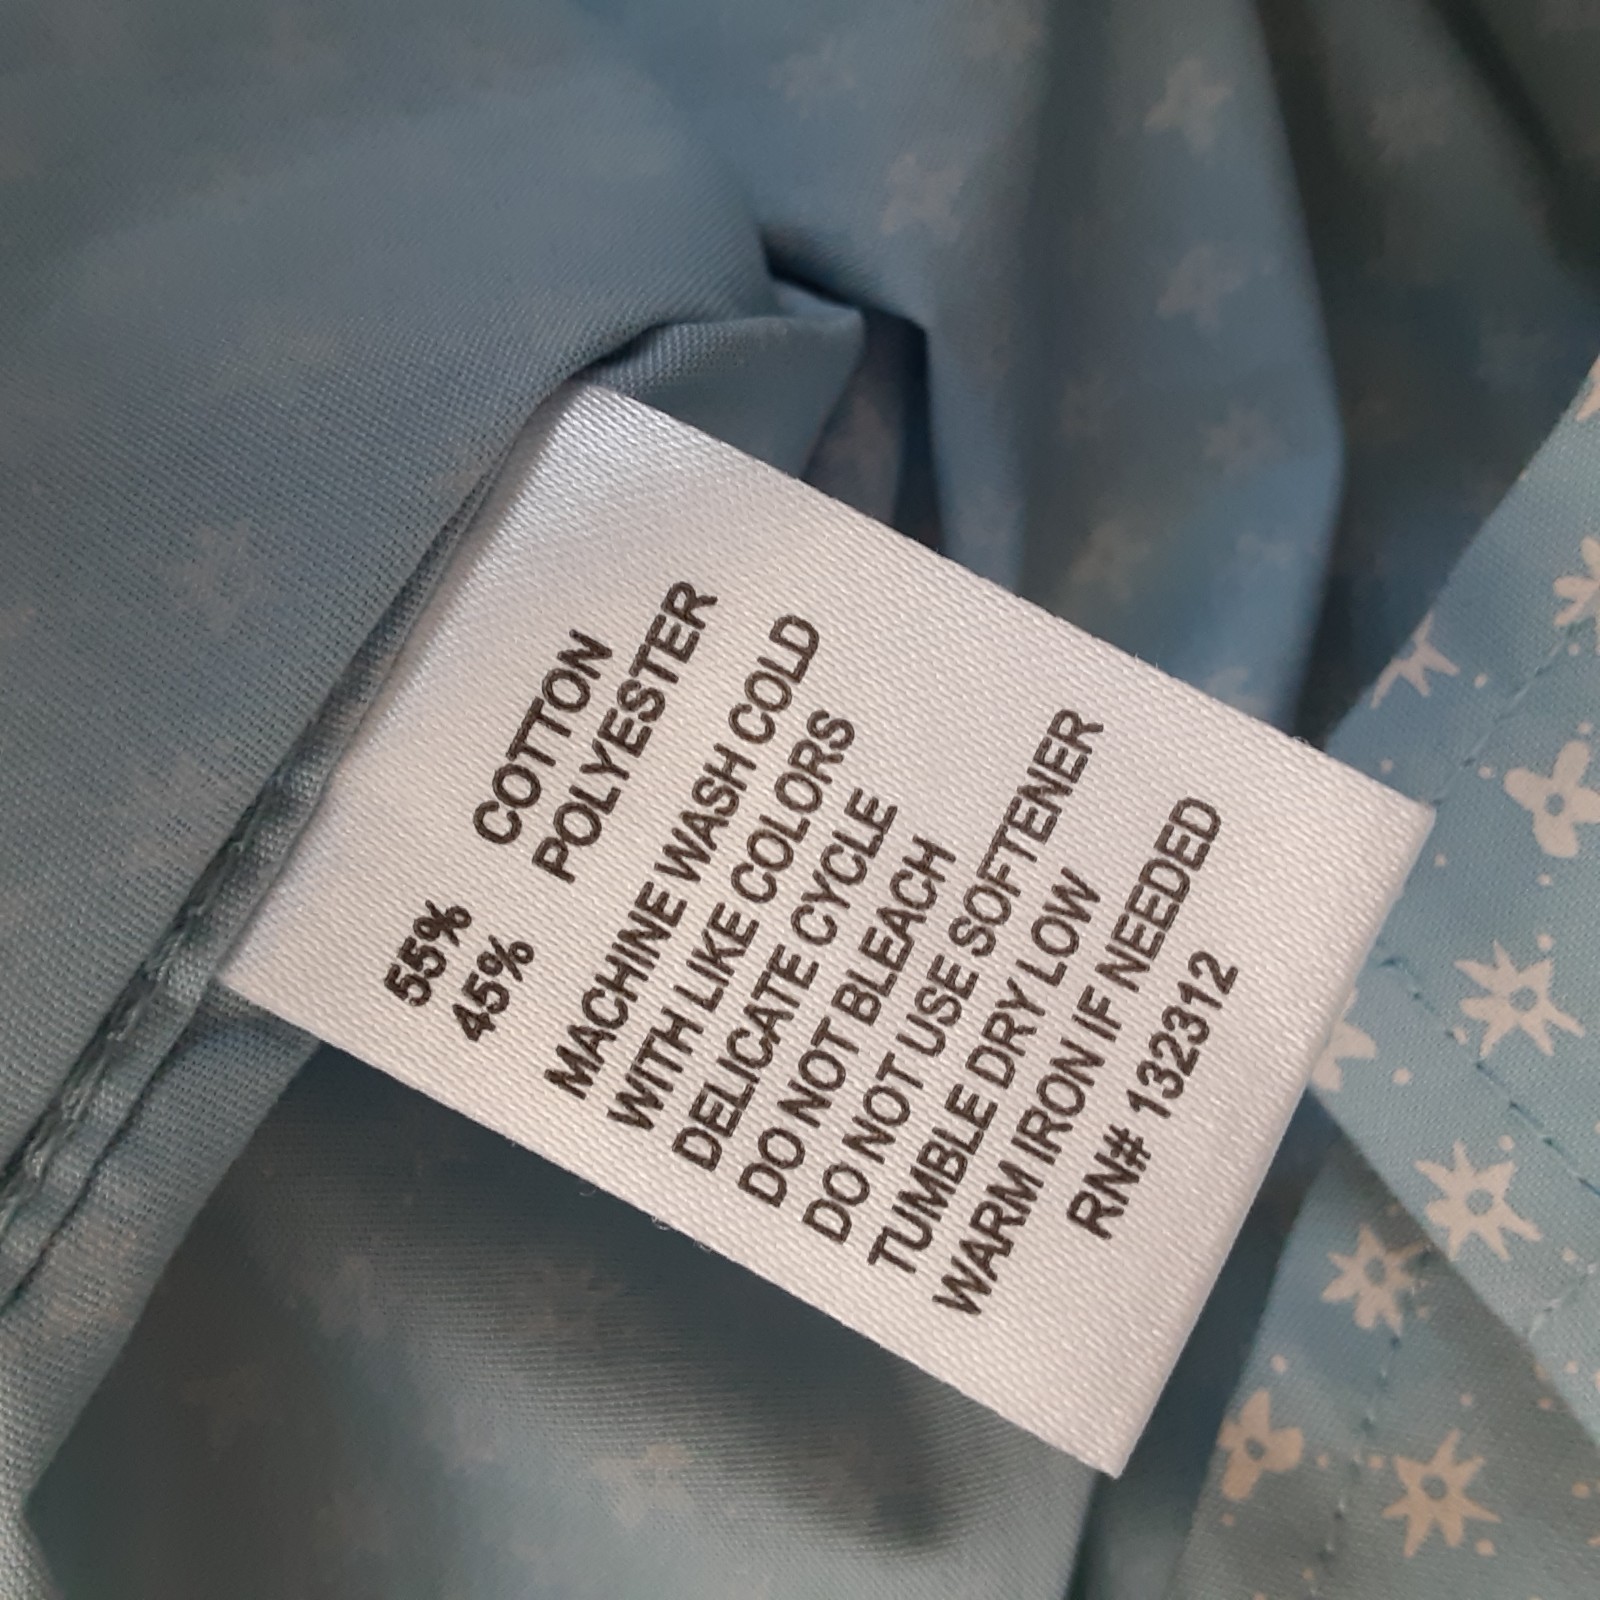 55% COTTON
45% POLYESTER
MACHINE WASH COLD
WITH LIKE COLORS
DELICATE CYCLE
DO NOT BLEACH
DO NOT USE SOFTENER
TUMBLE DRY LOW
WARM IRON IF NEEDED
RN# 132312